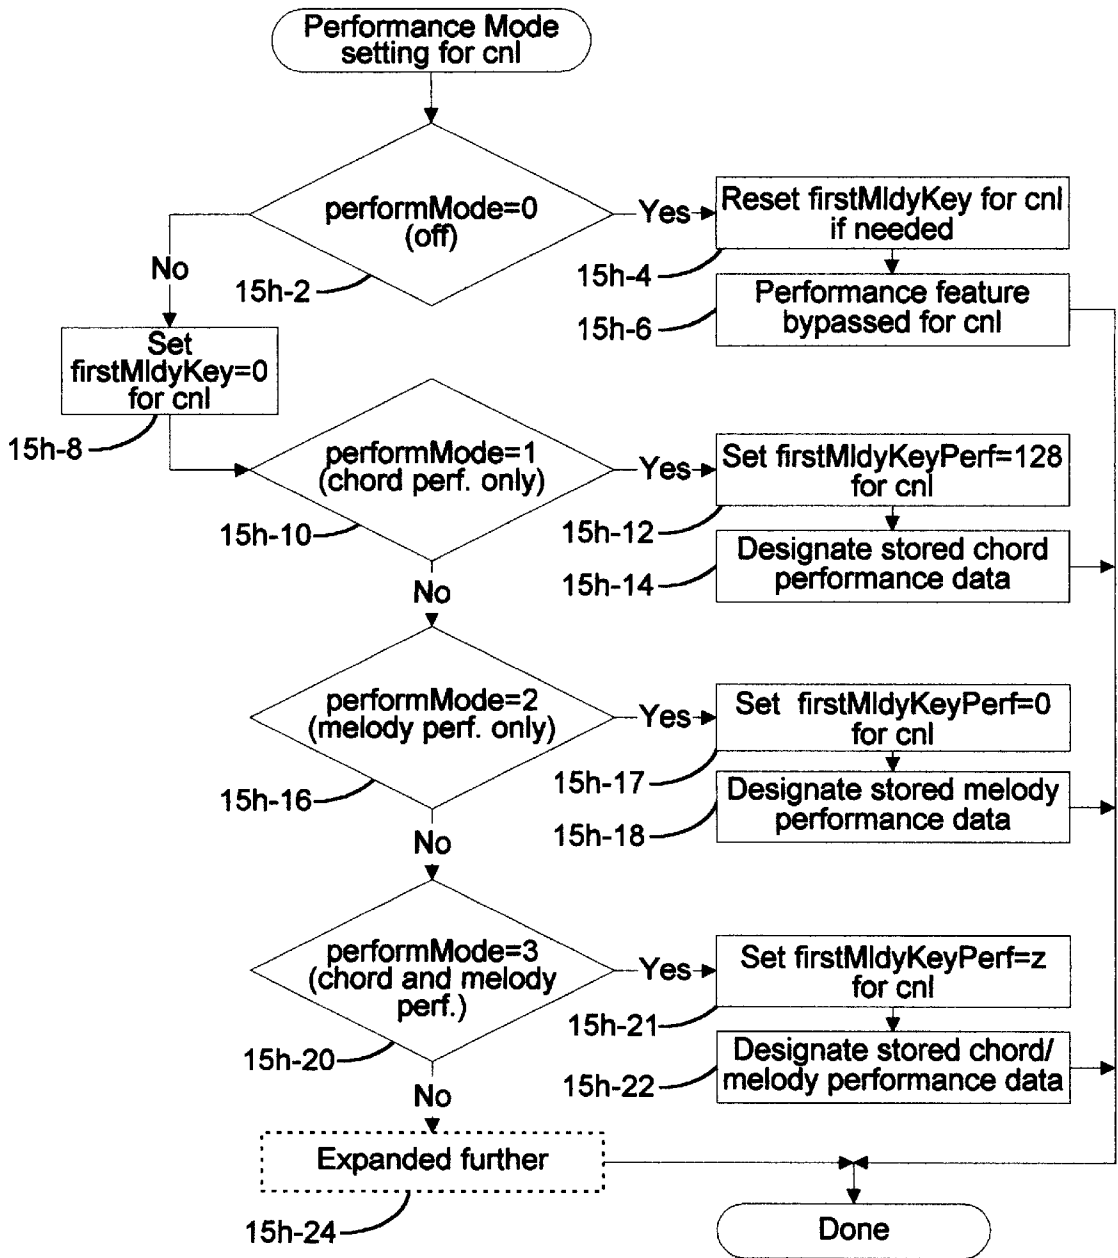 Performance Mode
setting for cnl
performMode=0
(off)
Yes
Reset firstMldyKey for cnl
if needed
No
15h-2
15h-4
Performance feature
bypassed for cnl
15h-6
Set
firstMldyKey=0
for cnl
15h-8
performMode=1
(chord perf. only)
Yes
Set firstMldyKeyPerf=128
for cnl
15h-10
15h-12
Designate stored chord
performance data
15h-14
No
performMode=2
(melody perf. only)
Yes
Set firstMldyKeyPerf=0
for cnl
15h-16
15h-17
Designate stored melody
performance data
15h-18
No
performMode=3
(chord and melody
perf.)
Yes
Set firstMldyKeyPerf=z
for cnl
15h-20
15h-21
Designate stored chord/
melody performance data
15h-22
No
Expanded further
15h-24
Done